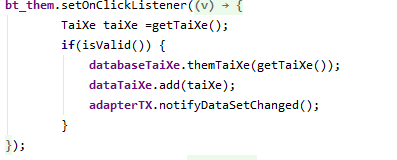 bt_them.setOnClickListener((v) → {
TaiXe taiXe =getTaiXe();
if(isValid()) {
databaseTaiXe.themTaiXe(getTaiXe());
dataTaiXe.add(taiXe);
adapterTX.notifyDataSetChanged();
}
});